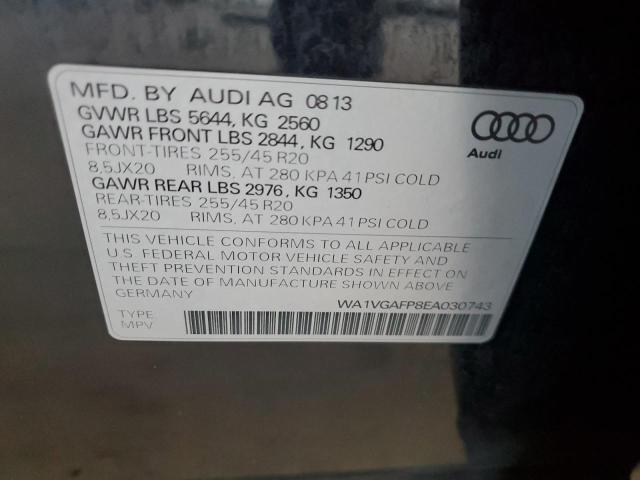 MFD. BY AUDI AG 0813
GVWR LBS 5644, KG 2560
GAWR FRONT LBS 2844, KG 1290
FRONT-TIRES 255/45 R20
8,5JX20 RIMS, AT 280 KPA 41 PSI COLD
GAWR REAR LBS 2976, KG 1350
REAR-TIRES 255/45 R20
8,5JX20 RIMS, AT 280 KPA 41 PSI COLD
THIS VEHICLE CONFORMS TO ALL APPLICABLE
U.S. FEDERAL MOTOR VEHICLE SAFETY AND
THEFT PREVENTION STANDARDS IN EFFECT ON
THE DATE OF MANUFACTURE SHOWN ABOVE.
GERMANY
WA1VGAFP8EA030743
TYPE:
MPV
Audi